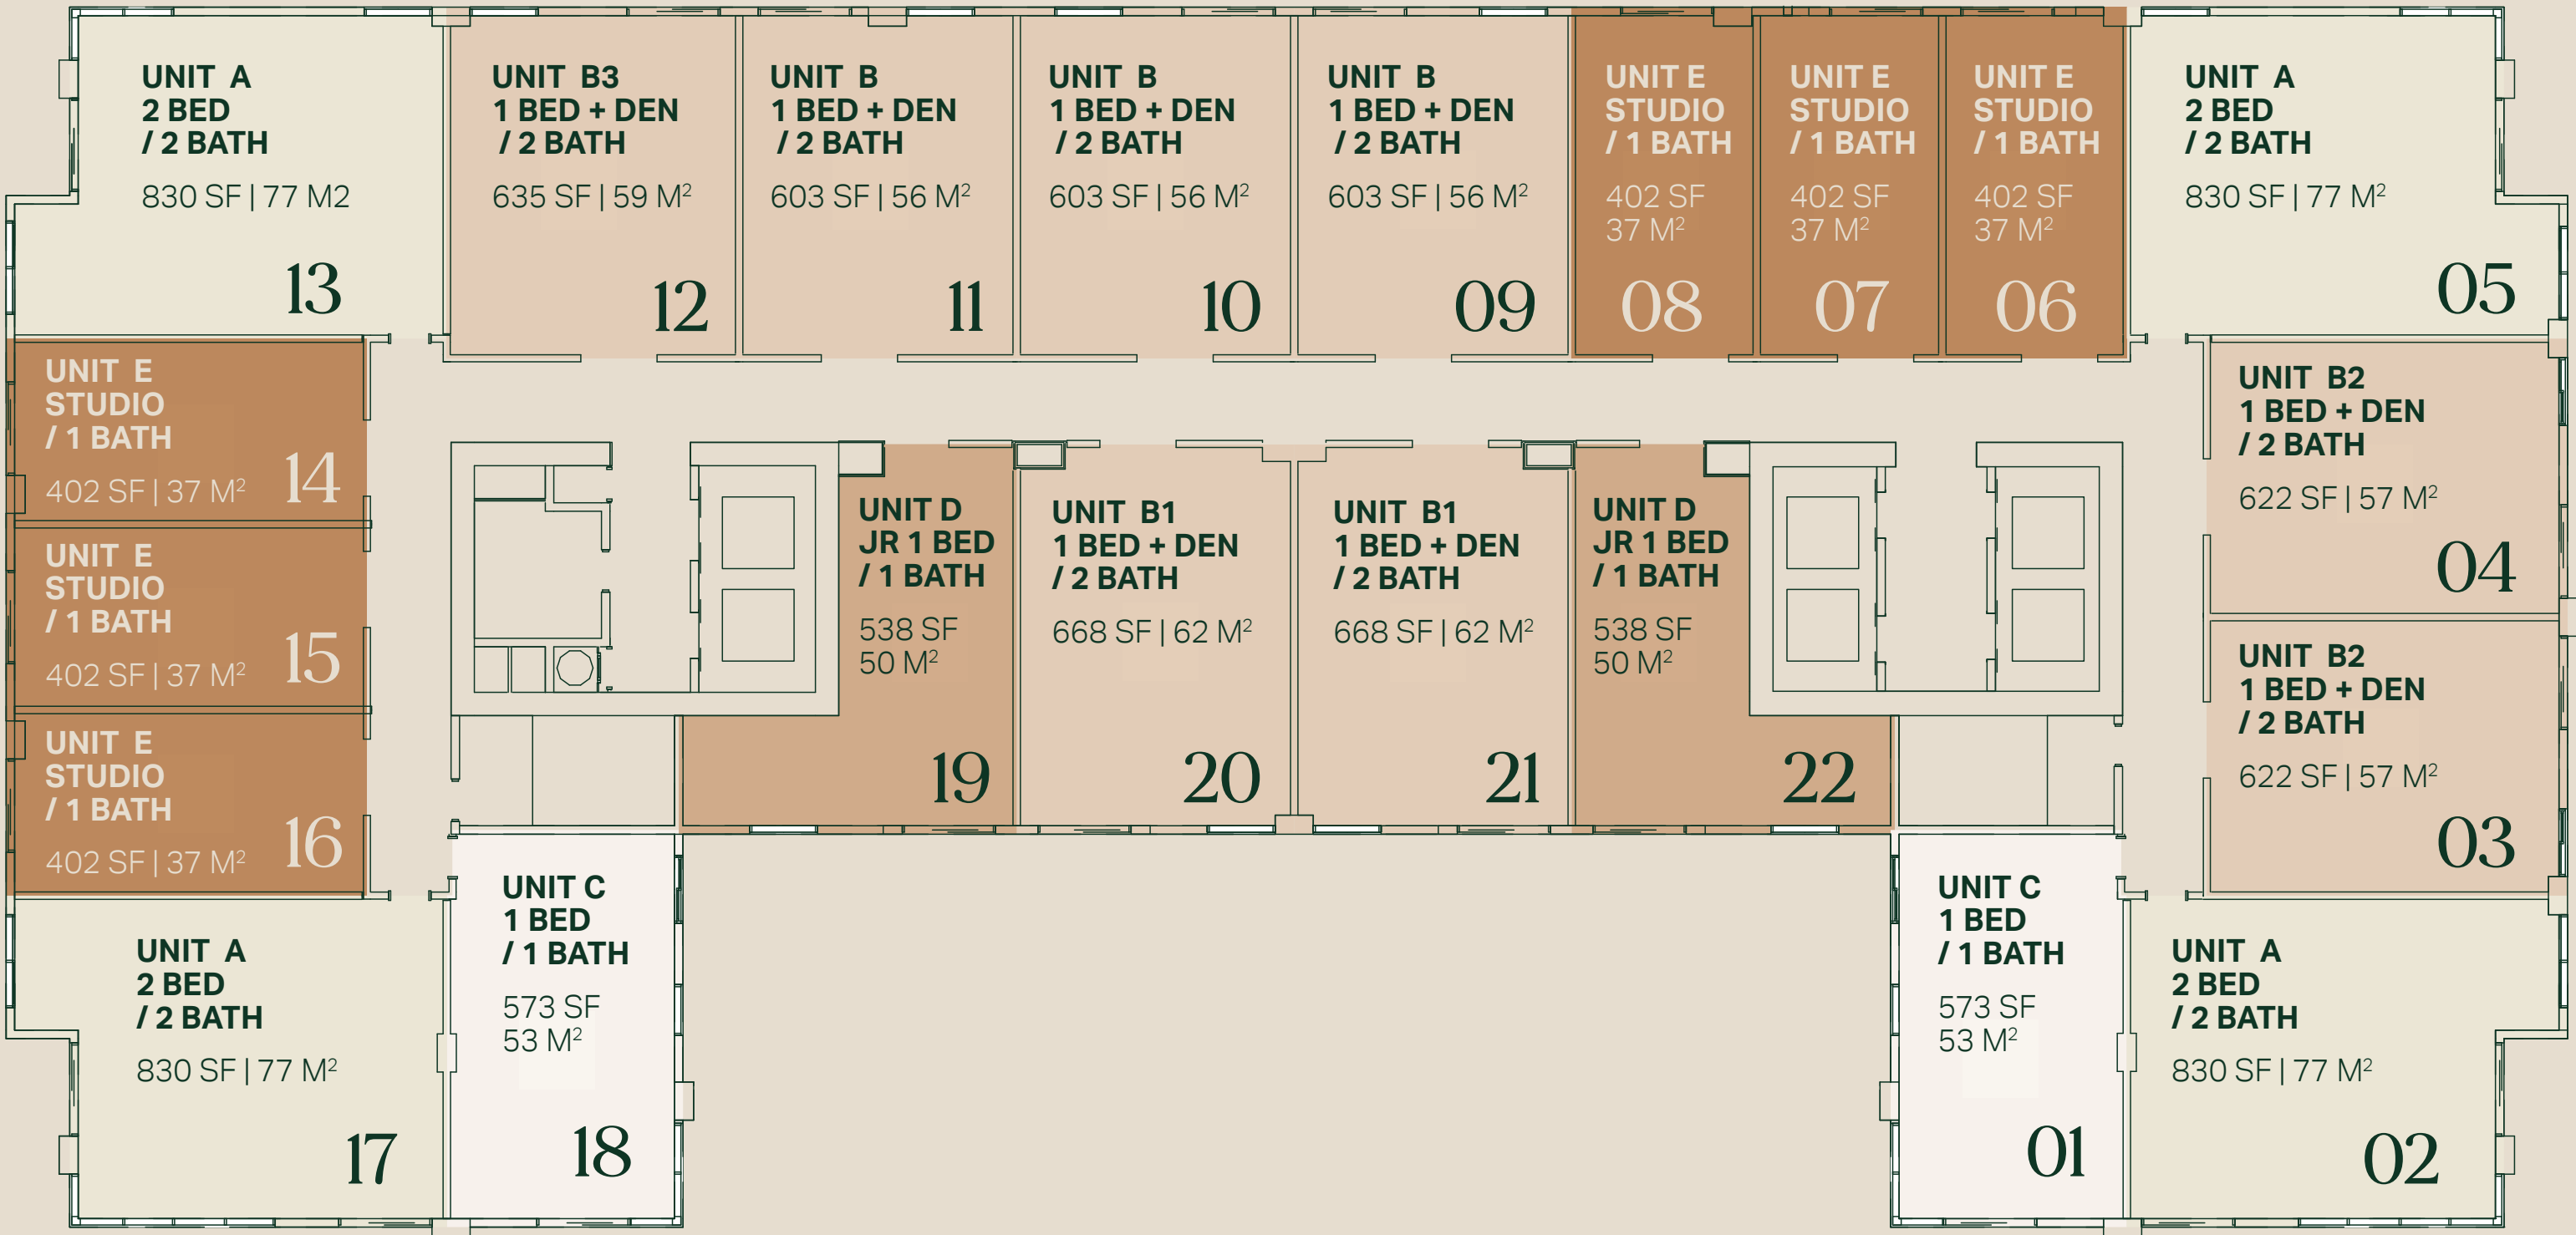 UNIT A
2 BED
/ 2 BATH
830 SF | 77 M2
13
UNIT B3
1 BED + DEN
/ 2 BATH
635 SF | 59 M²
12
UNIT B
1 BED + DEN
/ 2 BATH
603 SF | 56 M²
11
UNIT B
1 BED + DEN
/ 2 BATH
603 SF | 56 M²
10
UNIT B
1 BED + DEN
/ 2 BATH
603 SF | 56 M²
09
UNIT E
STUDIO
/ 1 BATH
402 SF
37 M²
08
UNIT E
STUDIO
/ 1 BATH
402 SF
37 M²
07
UNIT E
STUDIO
/ 1 BATH
402 SF
37 M²
06
UNIT A
2 BED
/ 2 BATH
830 SF | 77 M²
05
UNIT E
STUDIO
/ 1 BATH
402 SF | 37 M²
14
UNIT E
STUDIO
/ 1 BATH
402 SF | 37 M²
15
UNIT E
STUDIO
/ 1 BATH
402 SF | 37 M²
16
UNIT D
JR 1 BED
/ 1 BATH
538 SF
50 M²
19
UNIT B1
1 BED + DEN
/ 2 BATH
668 SF | 62 M²
20
UNIT B1
1 BED + DEN
/ 2 BATH
668 SF | 62 M²
21
UNIT D
JR 1 BED
/ 1 BATH
538 SF
50 M²
22
UNIT B2
1 BED + DEN
/ 2 BATH
622 SF | 57 M²
04
UNIT B2
1 BED + DEN
/ 2 BATH
622 SF | 57 M²
03
UNIT A
2 BED
/ 2 BATH
830 SF | 77 M²
17
UNIT C
1 BED
/ 1 BATH
573 SF
53 M²
18
UNIT C
1 BED
/ 1 BATH
573 SF
53 M²
01
UNIT A
2 BED
/ 2 BATH
830 SF | 77 M²
02